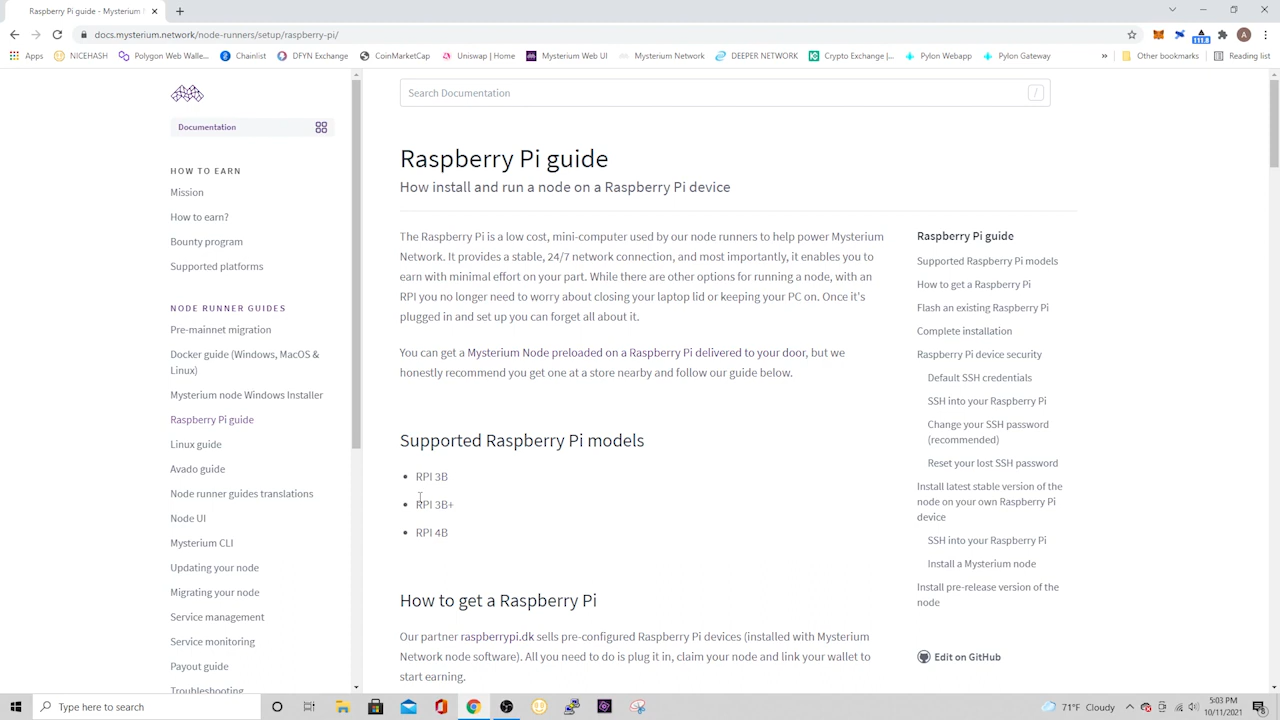 Raspberry Pi guide - Mysterium N
docs.mysterium.network/node-runners/setup/raspberry-pi/
A
111.8
Apps
NICEHASH
Polygon Web Walle...
Chainlist
DFYN Exchange
CoinMarketCap
Uniswap | Home
Mysterium Web UI
Mysterium Network
DEEPER NETWORK
Crypto Exchange |...
Pylon Webapp
Pylon Gateway
»
Other bookmarks
Reading list
Documentation
HOW TO EARN
Mission
How to earn?
Bounty program
Supported platforms
NODE RUNNER GUIDES
Pre-mainnet migration
Docker guide (Windows, MacOS &
Linux)
Mysterium node Windows Installer
Raspberry Pi guide
Linux guide
Avado guide
Node runner guides translations
Node UI
Mysterium CLI
Updating your node
Migrating your node
Service management
Service monitoring
Payout guide
Troubleshooting
Search Documentation
/
Raspberry Pi guide
How install and run a node on a Raspberry Pi device
The Raspberry Pi is a low cost, mini-computer used by our node runners to help power Mysterium
Network. It provides a stable, 24/7 network connection, and most importantly, it enables you to
earn with minimal effort on your part. While there are other options for running a node, with an
RPI you no longer need to worry about closing your laptop lid or keeping your PC on. Once it's
plugged in and set up you can forget all about it.
You can get a Mysterium Node preloaded on a Raspberry Pi delivered to your door, but we
honestly recommend you get one at a store nearby and follow our guide below.
Supported Raspberry Pi models
• RPI 3B
• RPI 3B+
• RPI 4B
How to get a Raspberry Pi
Our partner raspberrypi.dk sells pre-configured Raspberry Pi devices (installed with Mysterium
Network node software). All you need to do is plug it in, claim your node and link your wallet to
start earning.
Raspberry Pi guide
Supported Raspberry Pi models
How to get a Raspberry Pi
Flash an existing Raspberry Pi
Complete installation
Raspberry Pi device security
Default SSH credentials
SSH into your Raspberry Pi
Change your SSH password
(recommended)
Reset your lost SSH password
Install latest stable version of the
node on your own Raspberry Pi
device
SSH into your Raspberry Pi
Install a Mysterium node
Install pre-release version of the
node
Edit on GitHub
Type here to search
71°F Cloudy
5:03 PM
10/11/2021